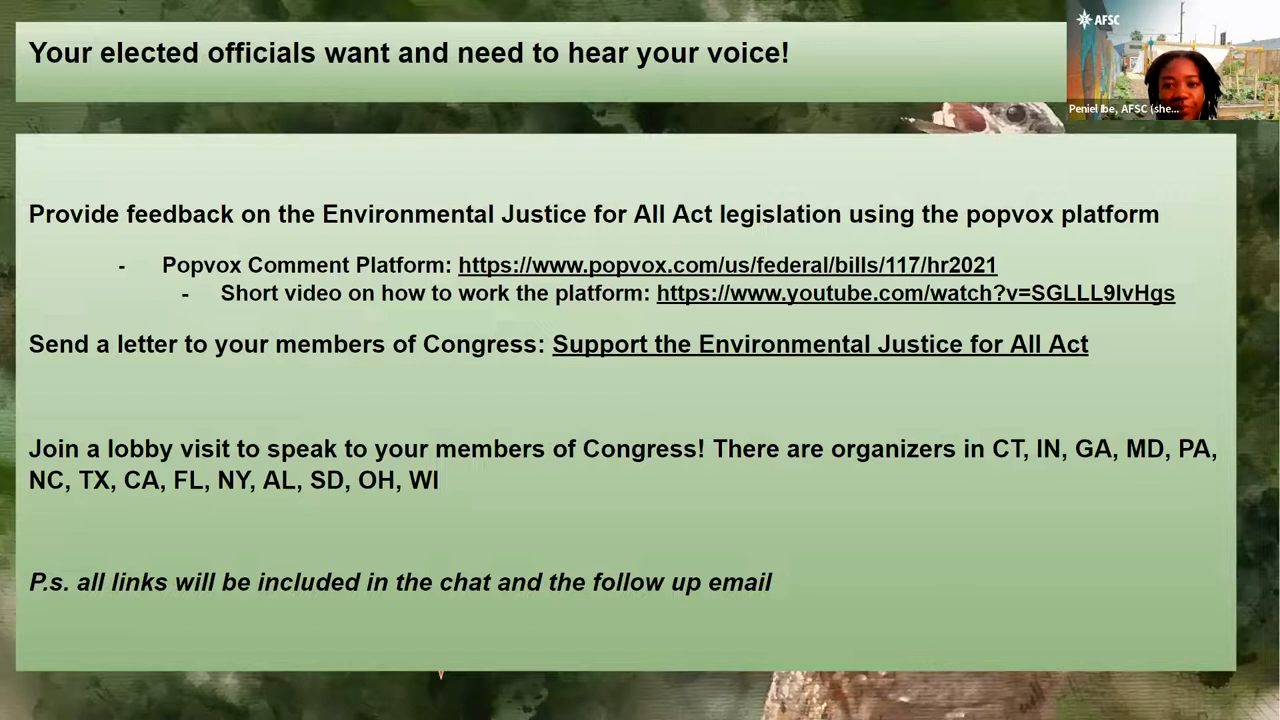 Your elected officials want and need to hear your voice!
AFSC
Peniel Ibe, AFSC (she...
Provide feedback on the Environmental Justice for All Act legislation using the popvox platform
- Popvox Comment Platform: https://www.popvox.com/us/federal/bills/117/hr2021
- Short video on how to work the platform: https://www.youtube.com/watch?v=SGLLL9lvHgs
Send a letter to your members of Congress: Support the Environmental Justice for All Act
Join a lobby visit to speak to your members of Congress! There are organizers in CT, IN, GA, MD, PA,
NC, TX, CA, FL, NY, AL, SD, OH, WI
P.s. all links will be included in the chat and the follow up email